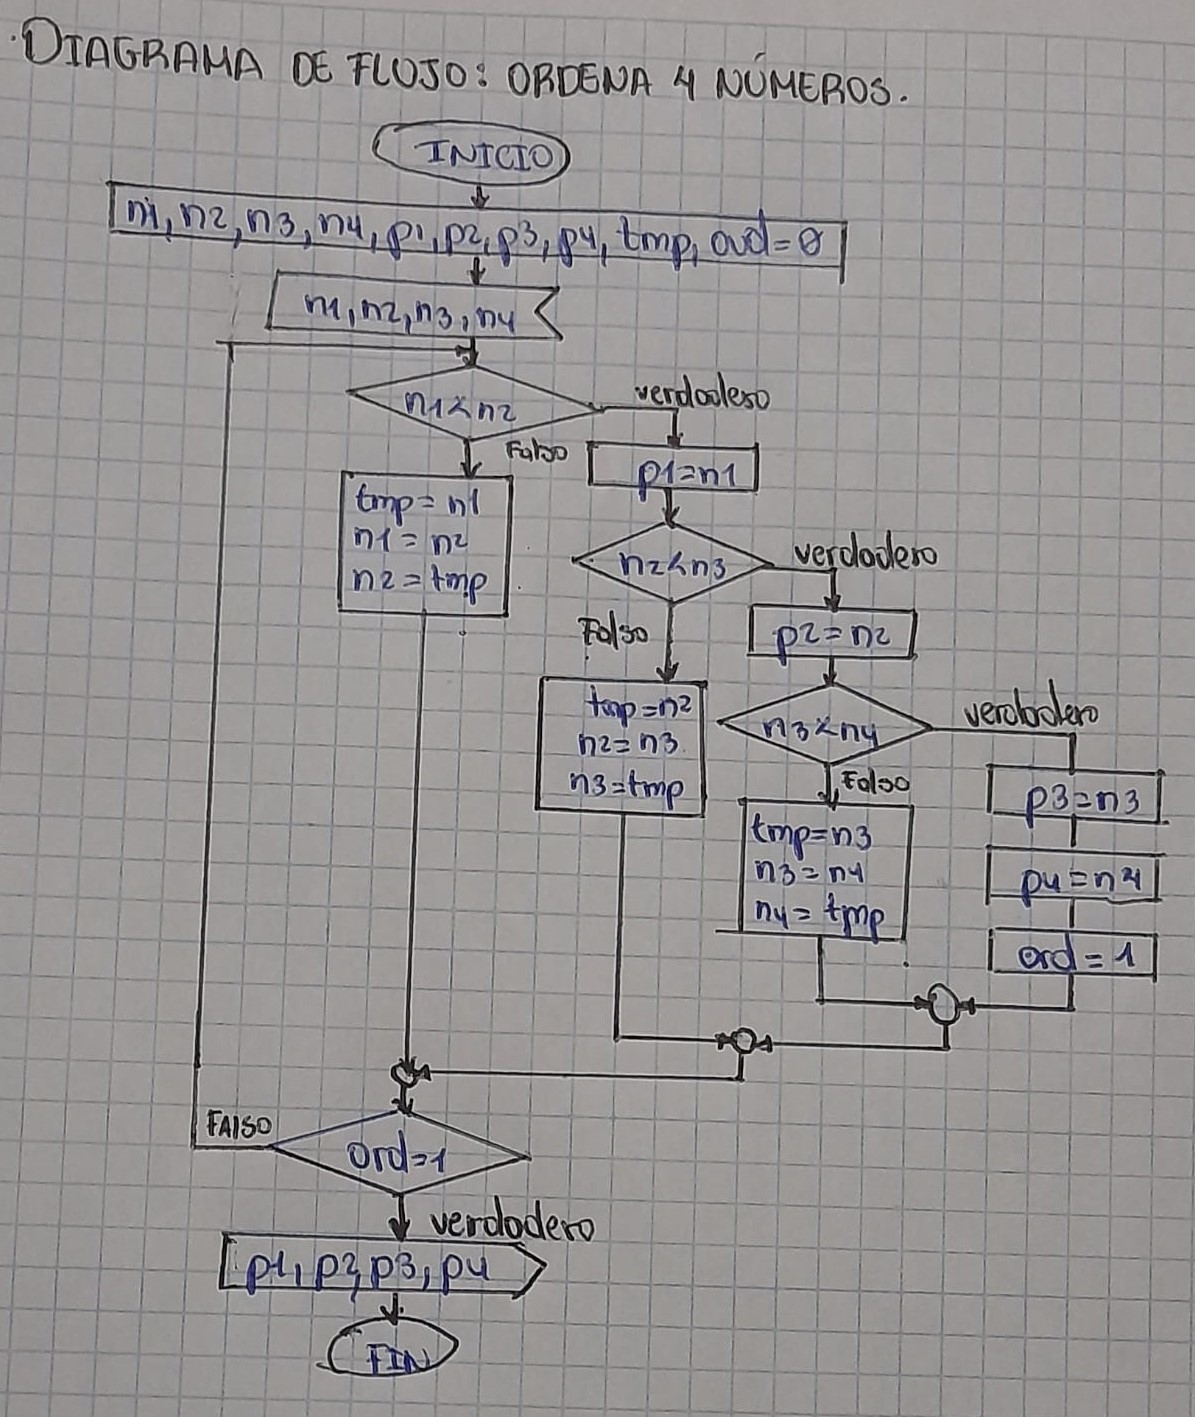 DIAGRAMA DE FLUJO: ORDENA 4 NÚMEROS.
INICIO
n1, n2, n3, n4, p1, p2, p3, p4, tmp, ord=0
n1, n2, n3, n4
n1<n2
verdadero
Falso
p1=n1
tmp = n1
n1 = n2
n2 = tmp
n2<n3
verdadero
Falso
p2=n2
tmp=n2
n2=n3
n3=tmp
n3<n4
verdadero
Falso
p3=n3
tmp=n3
n3=n4
n4=tmp
p4=n4
ord=1
FALSO
ord=1
verdadero
p1, p2, p3, p4
FIN